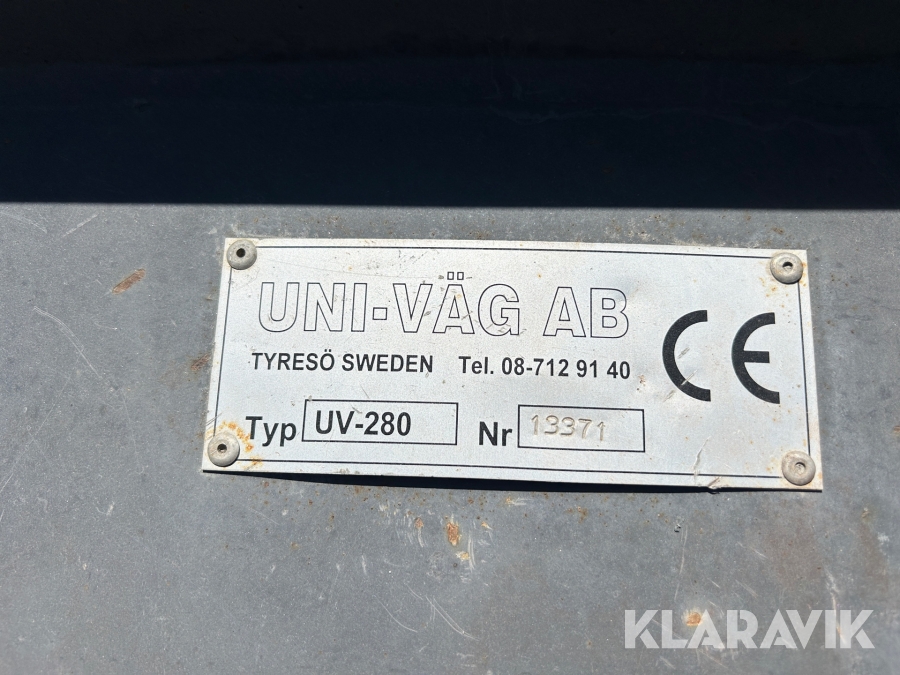 UNI-VÄG AB
TYRESÖ SWEDEN Tel. 08-712 91 40
CE
Typ UV-280 Nr 13371
KLARAVIK